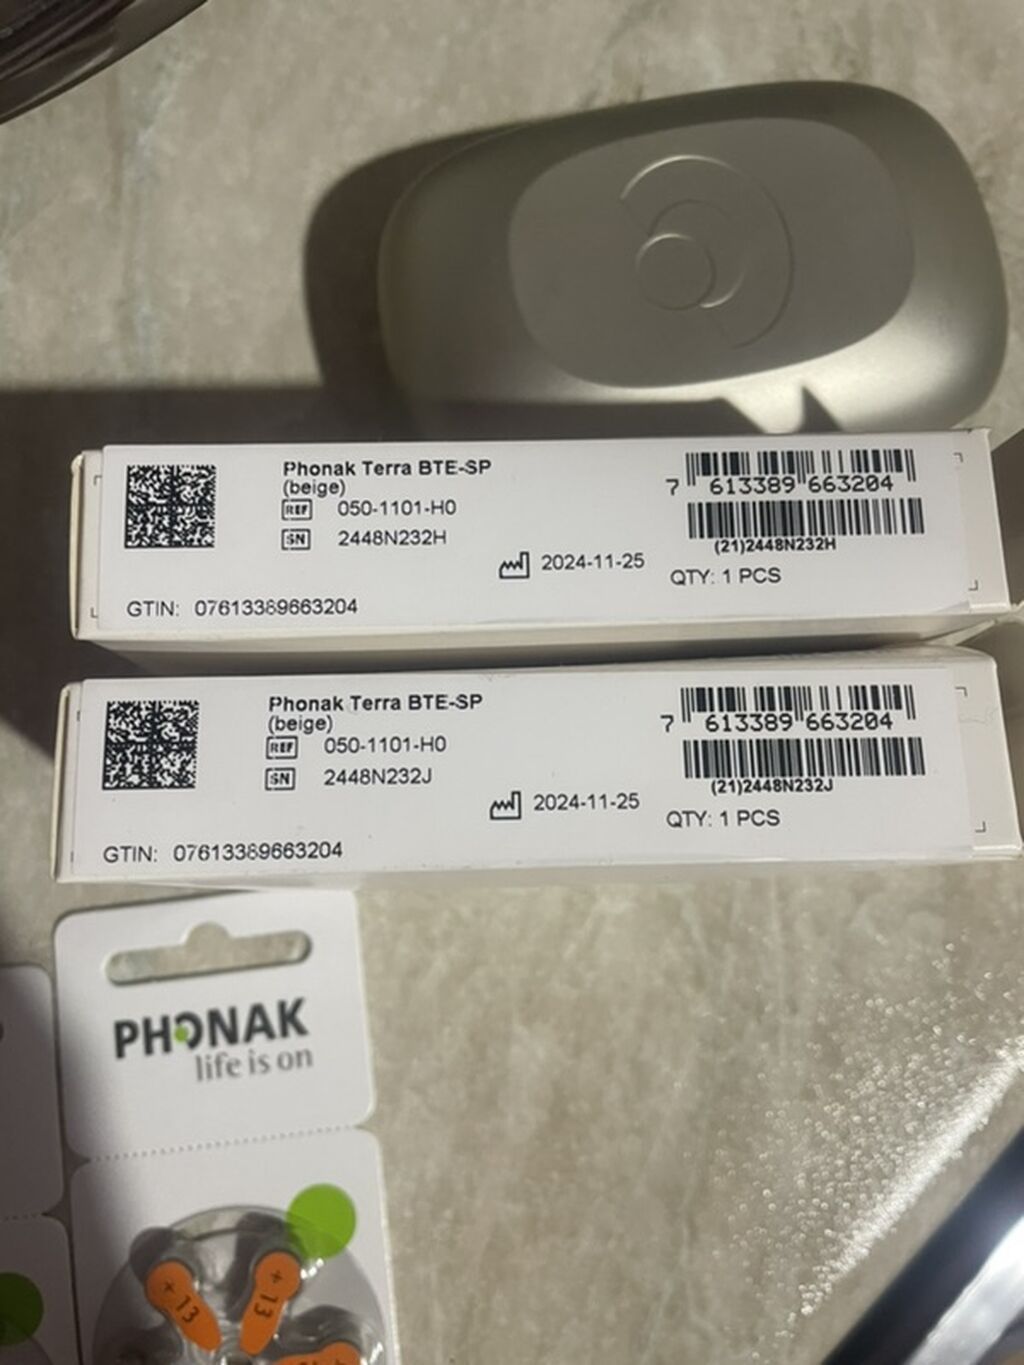 Phonak Terra BTE-SP
(beige)
REF 050-1101-H0
SN 2448N232H
2024-11-25
GTIN: 07613389663204
7 613389 663204
(21)2448N232H
QTY: 1 PCS
Phonak Terra BTE-SP
(beige)
REF 050-1101-H0
SN 2448N232J
2024-11-25
GTIN: 07613389663204
7 613389 663204
(21)2448N232J
QTY: 1 PCS
PHONAK
life is on
+ 13
+ 13